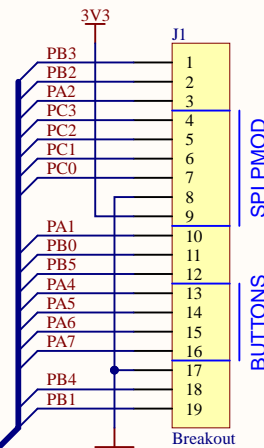 3V3
J1
PB3 1
PB2 2
PA2 3
PC3 4
PC2 5
PC1 6
PC0 7
8
9
PA1 10
PB0 11
PB5 12
PA4 13
PA5 14
PA6 15
PA7 16
17
PB4 18
PB1 19
SPI PMOD
BUTTONS
Breakout